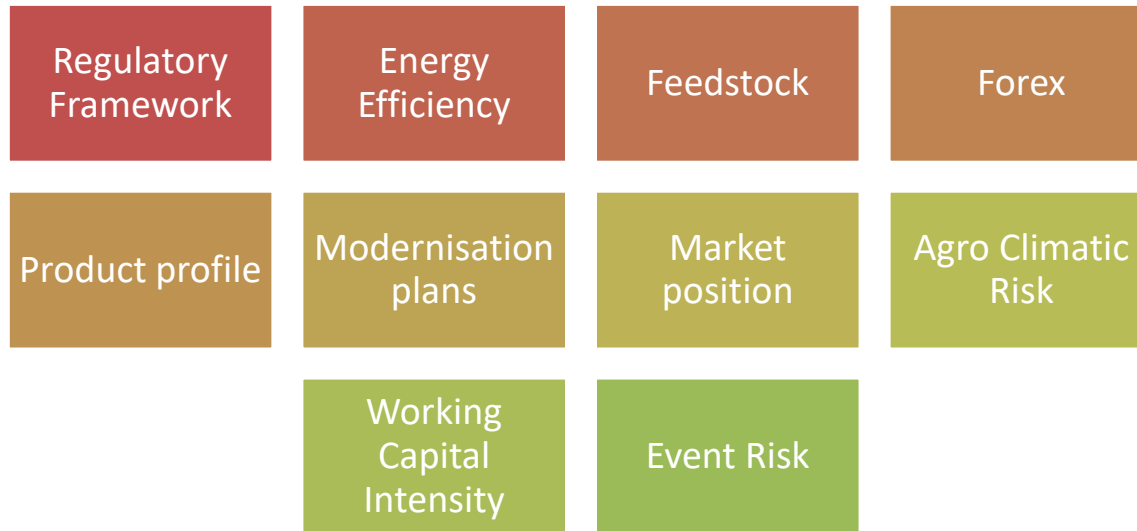 Regulatory
Framework
Energy
Efficiency
Feedstock
Forex
Product profile
Modernisation
plans
Market
position
Agro Climatic
Risk
Working
Capital
Intensity
Event Risk